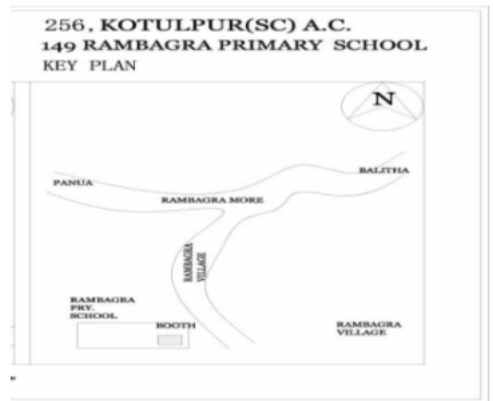 256, KOTULPUR(SC) A.C.
149 RAMBAGRA PRIMARY SCHOOL
KEY PLAN
N
BALITHA
PANUA
RAMBAGRA MORE
RAMBAGRA
VILLAGE
RAMBAGRA
PRY.
SCHOOL
BOOTH
RAMBAGRA
VILLAGE